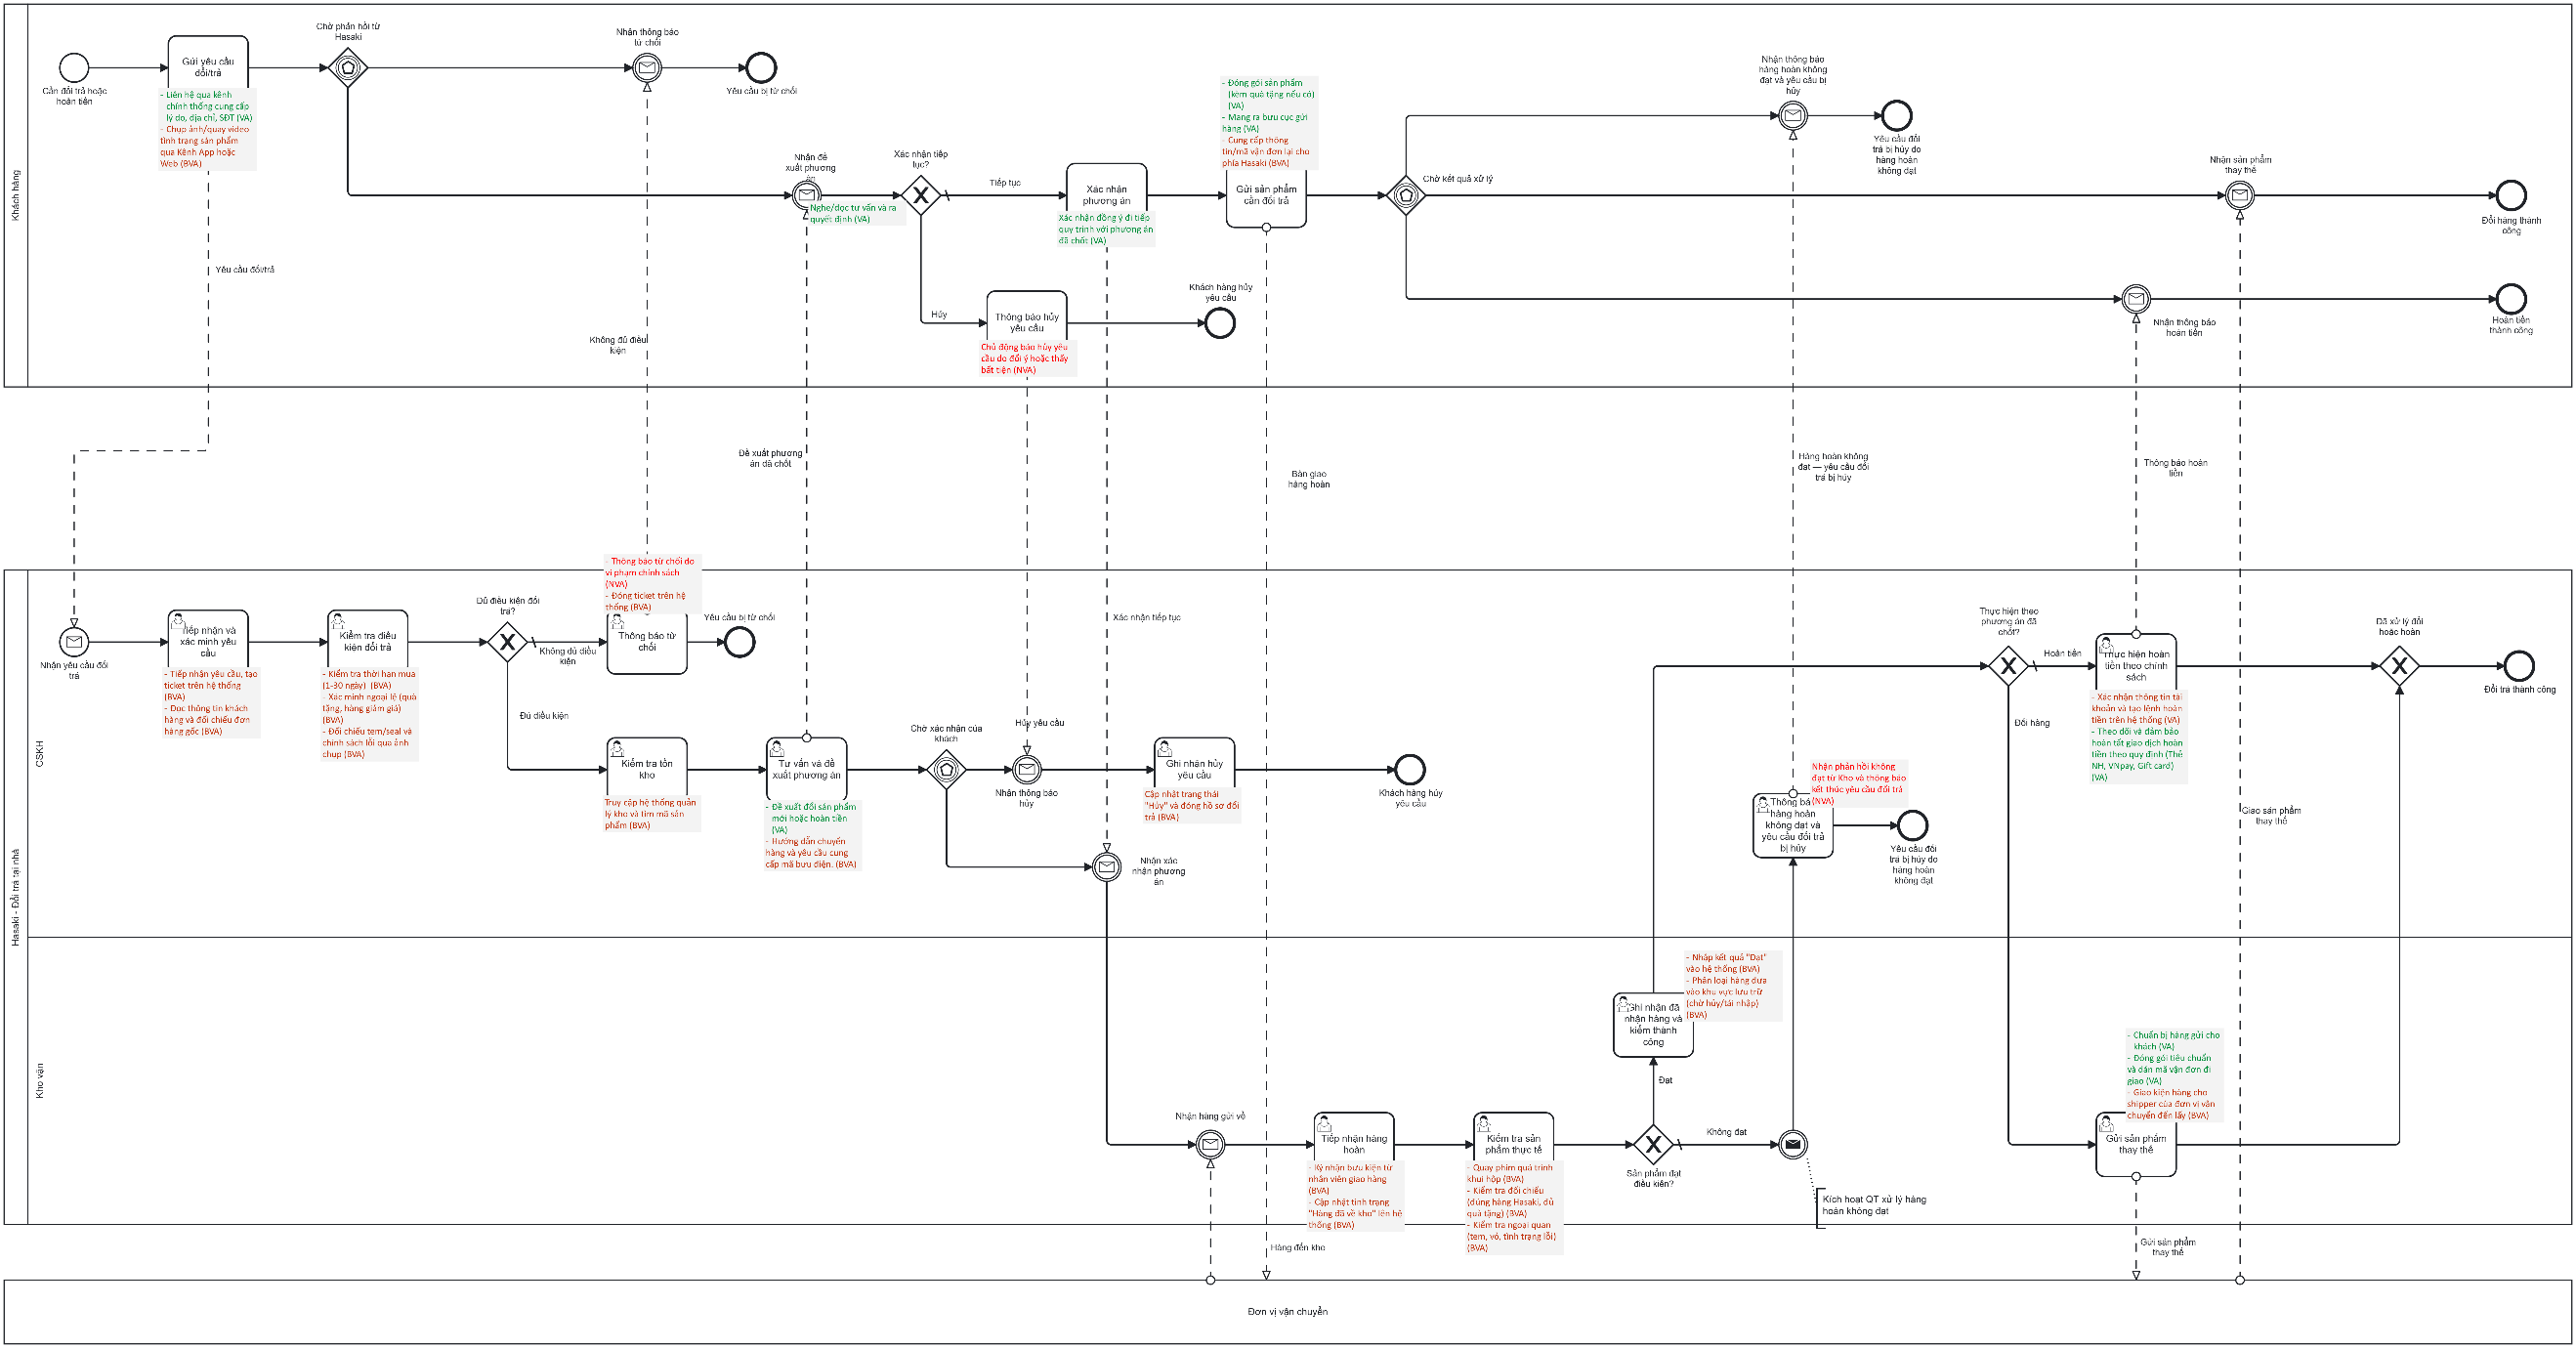 Khách hàng
Cần đổi trả hoặc
hoàn tiền
Gửi yêu cầu
đổi/trả
- Liên hệ qua kênh
chính thống cung cấp
lý do, địa chỉ, SĐT (VA)
- Chụp ảnh/quay video
tình trạng sản phẩm
qua Kênh App hoặc
Web (BVA)
Chờ phản hồi từ
Hasaki
Nhận thông báo
từ chối
Yêu cầu bị từ chối
Nhận đề
xuất phương
án
Nghe/đọc tư vấn và ra
quyết định (VA)
Xác nhận tiếp
tục?
Tiếp tục
Hủy
Xác nhận
phương án
Xác nhận đồng ý đi tiếp
quy trình với phương án
đã chốt (VA)
Thông báo hủy
yêu cầu
Chủ động báo hủy yêu
cầu do đổi ý hoặc thấy
bất tiện (NVA)
Khách hàng hủy
yêu cầu
- Đóng gói sản phẩm
(kèm quà tặng nếu có)
(VA)
- Mang ra bưu cục gửi
hàng (VA)
- Cung cấp thông
tin/mã vận đơn lại cho
phía Hasaki (BVA)
Gửi sản phẩm
cần đổi trả
Chờ kết quả xử lý
Nhận thông báo
hàng hoàn không
đạt và yêu cầu bị
hủy
Yêu cầu đổi
trả bị hủy do
hàng hoàn
không đạt
Nhận sản phẩm
thay thế
Đổi hàng thành
công
Nhận thông báo
hoàn tiền
Hoàn tiền
thành công
Yêu cầu đổi/trả
Không đủ điều
kiện
Đề xuất phương
án đã chốt
Bàn giao
hàng hoàn
Hàng hoàn không
đạt — yêu cầu đổi
trả bị hủy
Thông báo hoàn
tiền
Hasaki - Đổi trả tại nhà
CSKH
Nhận yêu cầu đổi
trả
Tiếp nhận và
xác minh yêu
cầu
- Tiếp nhận yêu cầu, tạo
ticket trên hệ thống
(BVA)
- Đọc thông tin khách
hàng và đối chiếu đơn
hàng gốc (BVA)
Kiểm tra điều
kiện đổi trả
- Kiểm tra thời hạn mua
(1-30 ngày) (BVA)
- Xác minh ngoại lệ (quà
tặng, hàng giảm giá)
(BVA)
- Đối chiếu tem/seal và
chính sách lỗi qua ảnh
chụp (BVA)
Đủ điều kiện đổi
trả?
Không đủ điều
kiện
Đủ điều kiện
- Thông báo từ chối do
vi phạm chính sách
(NVA)
- Đóng ticket trên hệ
thống (BVA)
Thông báo từ
chối
Yêu cầu bị từ chối
Kiểm tra tồn
kho
Truy cập hệ thống quản
lý kho và tìm mã sản
phẩm (BVA)
Tư vấn và đề
xuất phương án
- Đề xuất đổi sản phẩm
mới hoặc hoàn tiền
(VA)
- Hướng dẫn chuyển
hàng và yêu cầu cung
cấp mã bưu điện. (BVA)
Chờ xác nhận của
khách
Hủy yêu cầu
Nhận thông báo
hủy
Xác nhận tiếp tục
Nhận xác
nhận phương
án
Ghi nhận hủy
yêu cầu
Cập nhật trạng thái
"Hủy" và đóng hồ sơ đổi
trả (BVA)
Khách hàng hủy
yêu cầu
Nhận phản hồi không
đạt từ Kho và thông báo
kết thúc yêu cầu đổi trả
(NVA)
hàng hoàn
không đạt và
yêu cầu đổi trả
bị hủy
Yêu cầu đổi
trả bị hủy do
hàng hoàn
không đạt
Thực hiện theo
phương án đã
chốt?
Hoàn tiền
Đổi hàng
Thực hiện hoàn
tiền theo chính
sách
- Xác nhận thông tin tài
khoản và tạo lệnh hoàn
tiền trên hệ thống (VA)
- Theo dõi và đảm bảo
hoàn tất giao dịch hoàn
tiền theo quy định (Thẻ
NH, VNpay, Gift card)
(VA)
Giao sản phẩm
thay thế
Đã xử lý đổi
hoặc hoàn
Đổi trả thành công
Kho vận
Nhận hàng gửi về
Tiếp nhận hàng
hoàn
- Ký nhận bưu kiện từ
nhân viên giao hàng
(BVA)
- Cập nhật tình trạng
"Hàng đã về kho" lên hệ
thống (BVA)
Kiểm tra sản
phẩm thực tế
- Quay phim quá trình
khui hộp (BVA)
- Kiểm tra đối chiếu
(đúng hàng Hasaki, đủ
quà tặng) (BVA)
- Kiểm tra ngoại quan
(tem, vỏ, tình trạng lỗi)
(BVA)
Sản phẩm đạt
điều kiện?
Đạt
Không đạt
Ghi nhận đã
nhận hàng và
kiểm thành
công
- Nhập kết quả "Đạt"
vào hệ thống (BVA)
- Phân loại hàng đưa
vào khu vực lưu trữ
(chờ hủy/tái nhập)
(BVA)
Kích hoạt QT xử lý hàng
hoàn không đạt
- Chuẩn bị hàng gửi cho
khách (VA)
- Đóng gói tiêu chuẩn
và dán mã vận đơn đi
giao (VA)
- Giao kiện hàng cho
shipper của đơn vị vận
chuyển đến lấy (BVA)
Gửi sản phẩm
thay thế
Hàng đến kho
Gửi sản phẩm
thay thế
Đơn vị vận chuyển